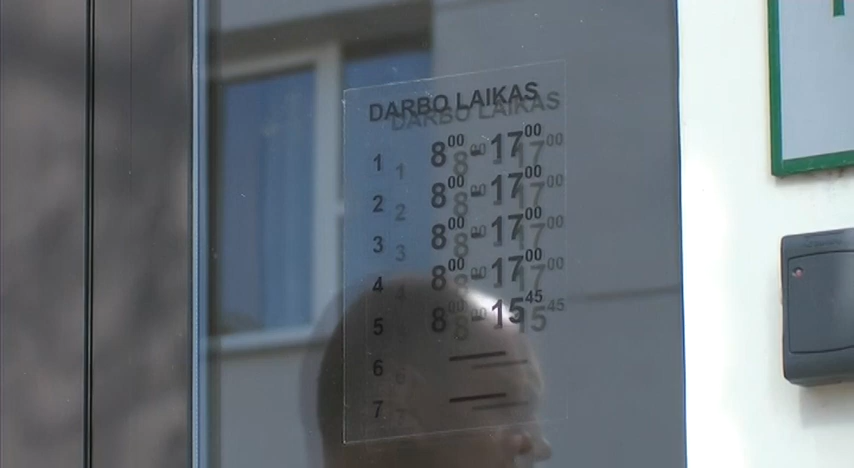 DARBO LAIKAS
1 8⁰⁰ - 17⁰⁰
2 8⁰⁰ - 17⁰⁰
3 8⁰⁰ - 17⁰⁰
4 8⁰⁰ - 17⁰⁰
5 8⁰⁰ - 15⁴⁵
6 —
7 —